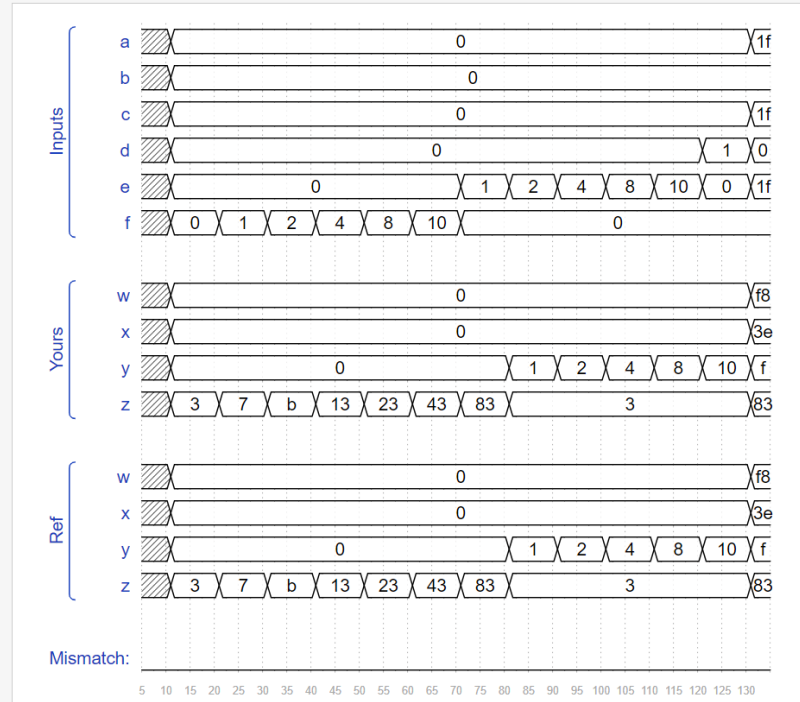 Inputs
a 0 1f
b 0
c 0 1f
d 0 1 0
e 0 1 2 4 8 10 0 1f
f 0 1 2 4 8 10 0
Yours
w 0 f8
x 0 3e
y 0 1 2 4 8 10 f
z 3 7 b 13 23 43 83 3 83
Ref
w 0 f8
x 0 3e
y 0 1 2 4 8 10 f
z 3 7 b 13 23 43 83 3 83
Mismatch:
5 10 15 20 25 30 35 40 45 50 55 60 65 70 75 80 85 90 95 100 105 110 115 120 125 130